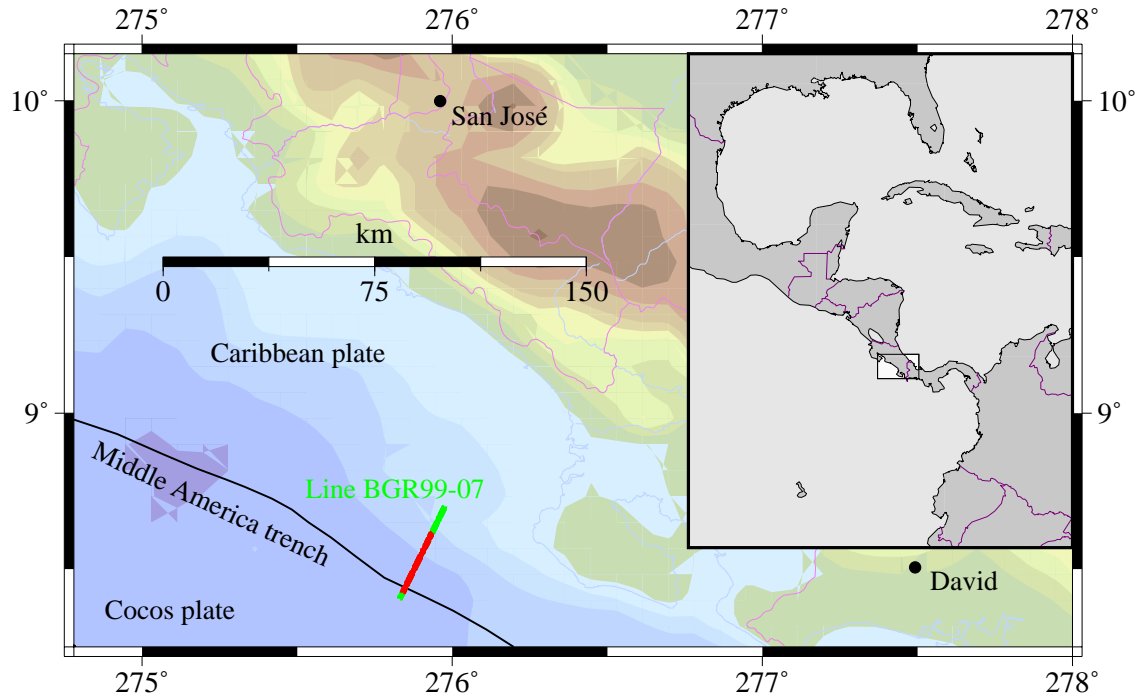 275˚ 276˚ 277˚ 278˚
10˚ 10˚
San José
km
0 75 150
Caribbean plate
9˚ 9˚
Middle America trench
Line BGR99-07
David
Cocos plate
275˚ 276˚ 277˚ 278˚